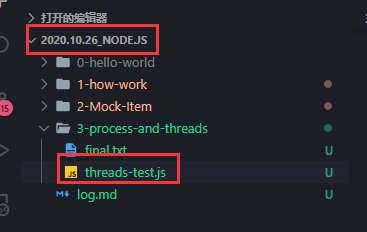 打开的编辑器
2020.10.26_NODE.JS
0-hello-world
1-how-work
2-Mock-Item
3-process-and-threads
final.txt U
JS threads-test.js U
log.md U
15